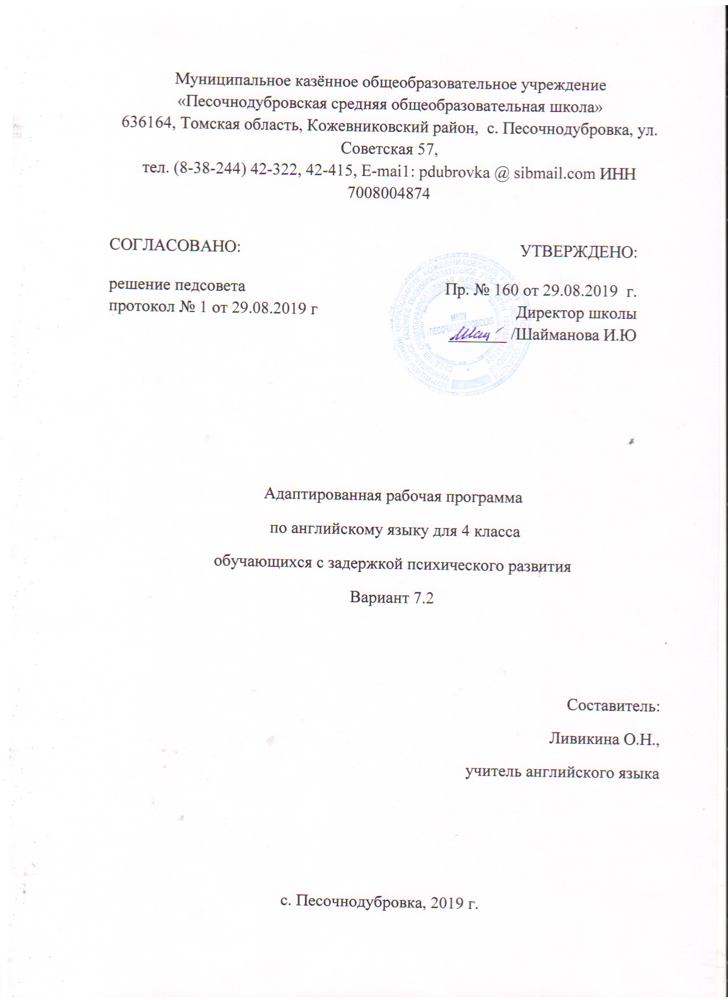 Муниципальное казённое общеобразовательное учреждение
«Песочнодубровская средняя общеобразовательная школа»
636164, Томская область, Кожевниковский район,  с. Песочнодубровка, ул.
Советская 57,
тел. (8-38-244) 42-322, 42-415, E-mai1: pdubrovka @ sibmail.com ИНН
7008004874
СОГЛАСОВАНО:
УТВЕРЖДЕНО:
решение педсовета
Пр. № 160 от 29.08.2019  г.
протокол № 1 от 29.08.2019 г
Директор школы
/Шайманова И.Ю
МКОУ
«ПЕСОЧНОДУБРОВСКАЯ
Адаптированная рабочая программа
по английскому языку для 4 класса
обучающихся с задержкой психического развития
Вариант 7.2
Составитель:
Ливикина О.Н.,
учитель английского языка
с. Песочнодубровка, 2019 г.